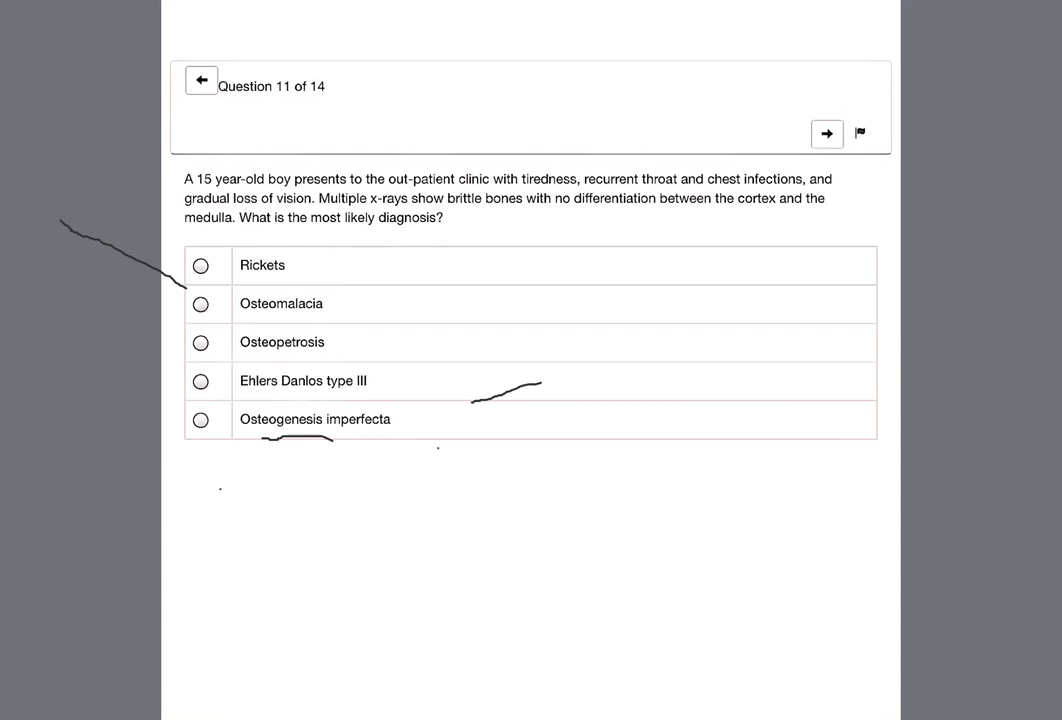 Question 11 of 14
A 15 year-old boy presents to the out-patient clinic with tiredness, recurrent throat and chest infections, and
gradual loss of vision. Multiple x-rays show brittle bones with no differentiation between the cortex and the
medulla. What is the most likely diagnosis?
Rickets
Osteomalacia
Osteopetrosis
Ehlers Danlos type III
Osteogenesis imperfecta